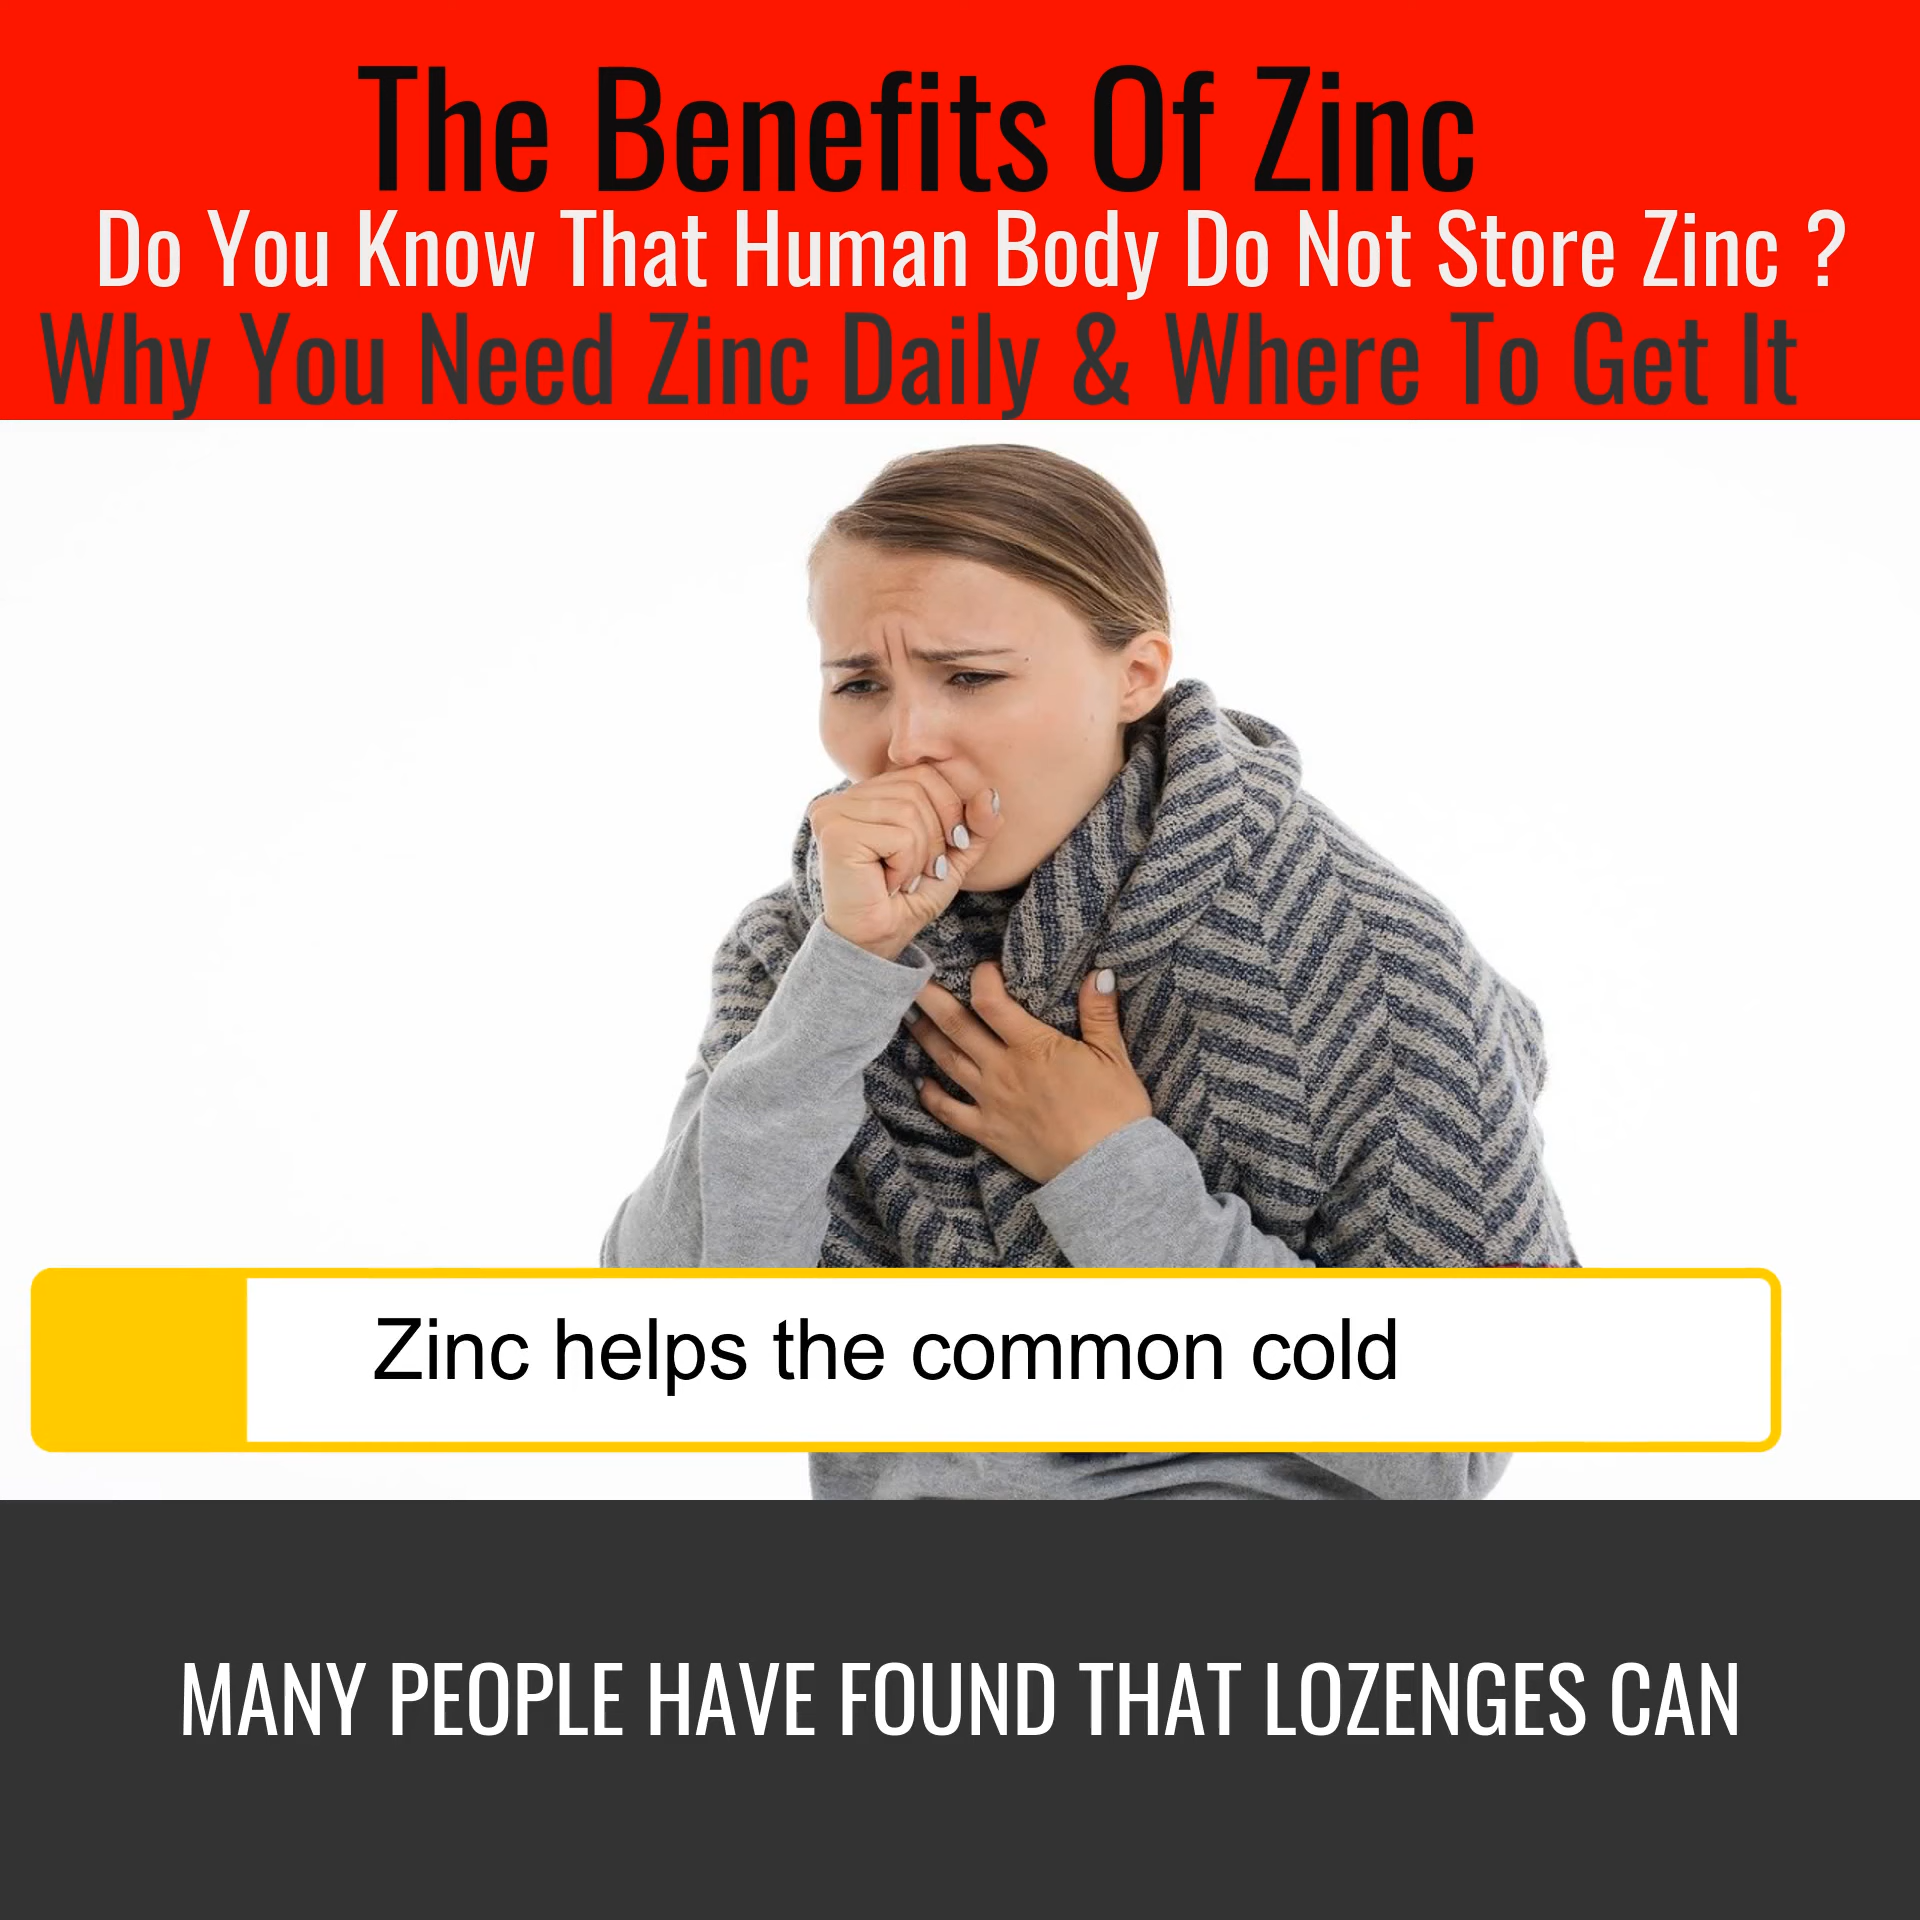 The Benefits Of Zinc
Do You Know That Human Body Do Not Store Zinc ?
Why You Need Zinc Daily & Where To Get It
Zinc helps the common cold
MANY PEOPLE HAVE FOUND THAT LOZENGES CAN